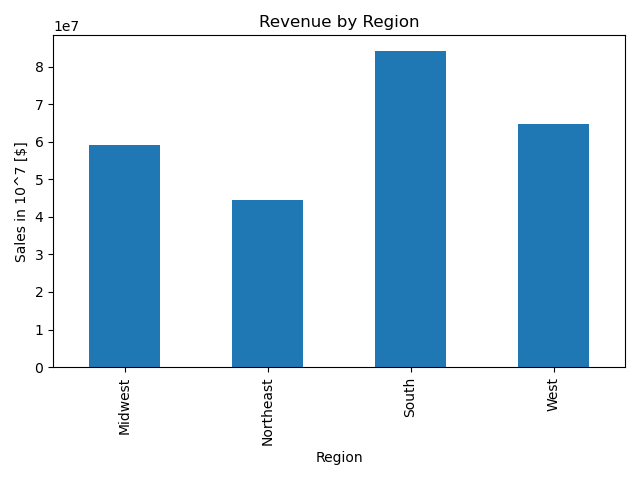 Revenue by Region
1e7
8
7
6
5
4
3
2
1
0
Sales in 10^7 [$]
Midwest
Northeast
South
West
Region